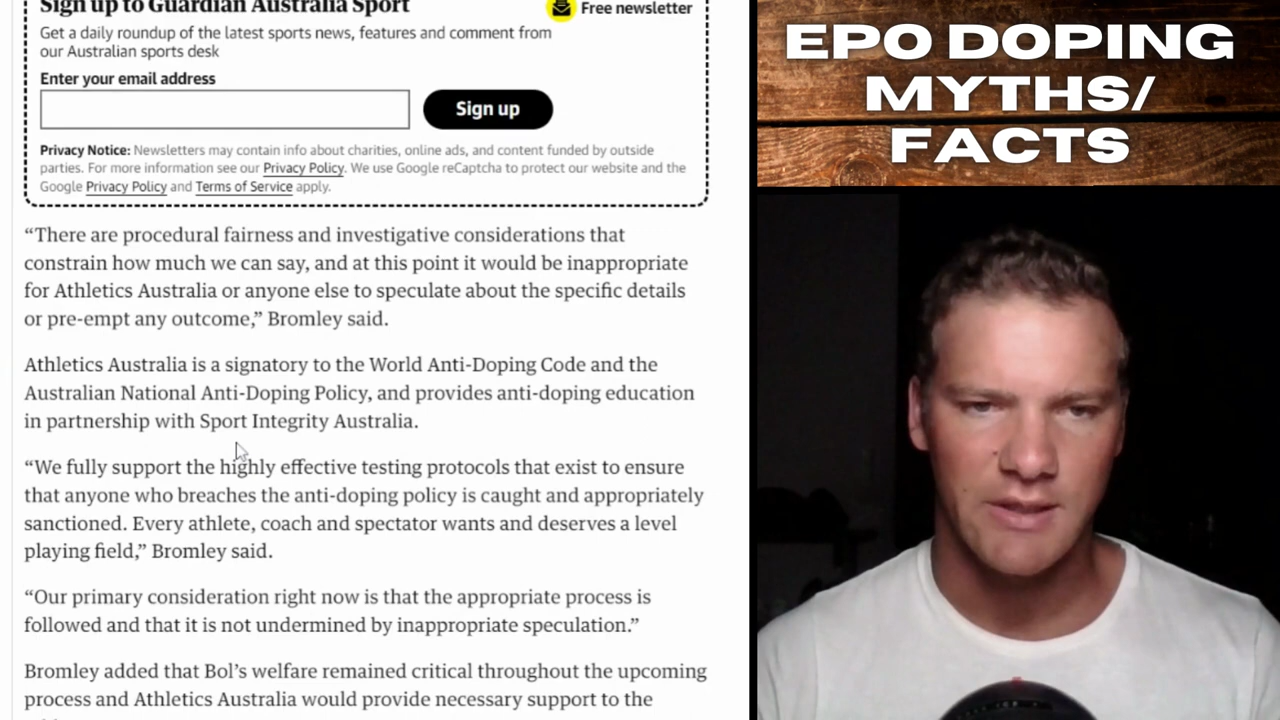 Sign up to Guardian Australia Sport
Free newsletter
Get a daily roundup of the latest sports news, features and comment from
our Australian sports desk
Enter your email address
Sign up
Privacy Notice: Newsletters may contain info about charities, online ads, and content funded by outside
parties. For more information see our Privacy Policy. We use Google reCaptcha to protect our website and the
Google Privacy Policy and Terms of Service apply.
“There are procedural fairness and investigative considerations that
constrain how much we can say, and at this point it would be inappropriate
for Athletics Australia or anyone else to speculate about the specific details
or pre-empt any outcome,” Bromley said.
Athletics Australia is a signatory to the World Anti-Doping Code and the
Australian National Anti-Doping Policy, and provides anti-doping education
in partnership with Sport Integrity Australia.
“We fully support the highly effective testing protocols that exist to ensure
that anyone who breaches the anti-doping policy is caught and appropriately
sanctioned. Every athlete, coach and spectator wants and deserves a level
playing field,” Bromley said.
“Our primary consideration right now is that the appropriate process is
followed and that it is not undermined by inappropriate speculation.”
Bromley added that Bol’s welfare remained critical throughout the upcoming
process and Athletics Australia would provide necessary support to the
EPO DOPING
MYTHS/
FACTS